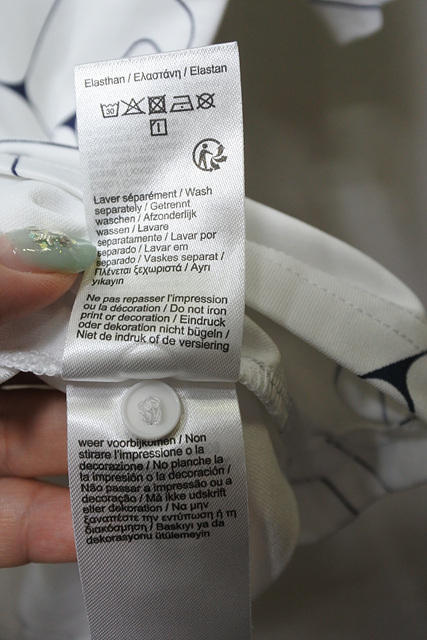 Elasthan / Ελαστάνη / Elastan
30
Laver séparément / Wash
separately / Getrennt
waschen / Afzonderlijk
wassen / Lavare
separatamente / Lavar por
separado / Lavar em
separado / Vaskes separat /
Πλένεται ξεχωριστά / Ayrı
yıkayın
Ne pas repasser l'impression
ou la décoration / Do not iron
print or decoration / Eindruck
oder dekoration nicht bügeln /
Niet de indruk of de versiering
weer voorbijkomen / Non
stirare l'impressione o la
decorazione / No planche la
la impresión o la decoración /
Não passar a impressão ou a
decoração / Må ikke udskrift
eller dekoration / Να μην
ξαναπέστε την εντύπωση ή τη
διακόσμηση / Baskıyı ya da
dekorasyonu ütülemeyin